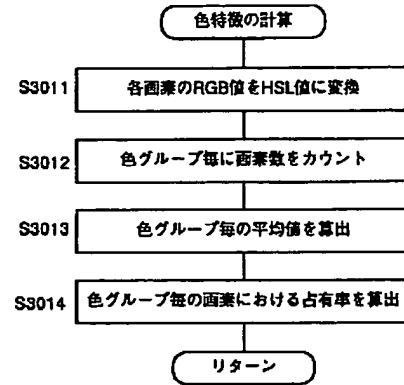 色特徴の計算
S3011
各画素のRGB値をHSL値に変換
S3012
色グループ毎に画素数をカウント
S3013
色グループ毎の平均値を算出
S3014
色グループ毎の画素における占有率を算出
リターン